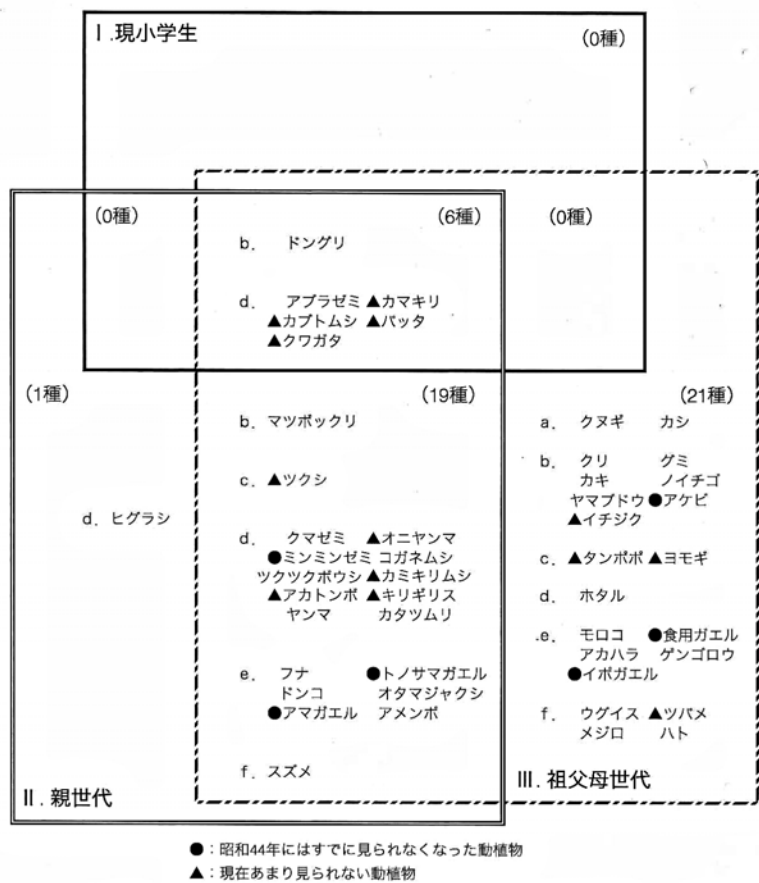 Ⅰ.現小学生
(0種)
(0種)
(6種)
(0種)
b. ドングリ
d. アブラゼミ ▲カマキリ
▲カブトムシ ▲バッタ
▲クワガタ
(1種)
(19種)
(21種)
d. ヒグラシ
b. マツボックリ
c. ▲ツクシ
d. クマゼミ ▲オニヤンマ
●ミンミンゼミ コガネムシ
ツクツクボウシ ▲カミキリムシ
▲アカトンボ ▲キリギリス
ヤンマ カタツムリ
e. フナ ●トノサマガエル
ドンコ オタマジャクシ
●アマガエル アメンボ
f. スズメ
a. クヌギ カシ
b. クリ グミ
カキ ノイチゴ
ヤマブドウ ●アケビ
▲イチジク
c. ▲タンポポ ▲ヨモギ
d. ホタル
e. モロコ ●食用ガエル
アカハラ ゲンゴロウ
●イボガエル
f. ウグイス ▲ツバメ
メジロ ハト
Ⅱ.親世代
Ⅲ.祖父母世代
●：昭和44年にはすでに見られなくなった動植物
▲：現在あまり見られない動植物